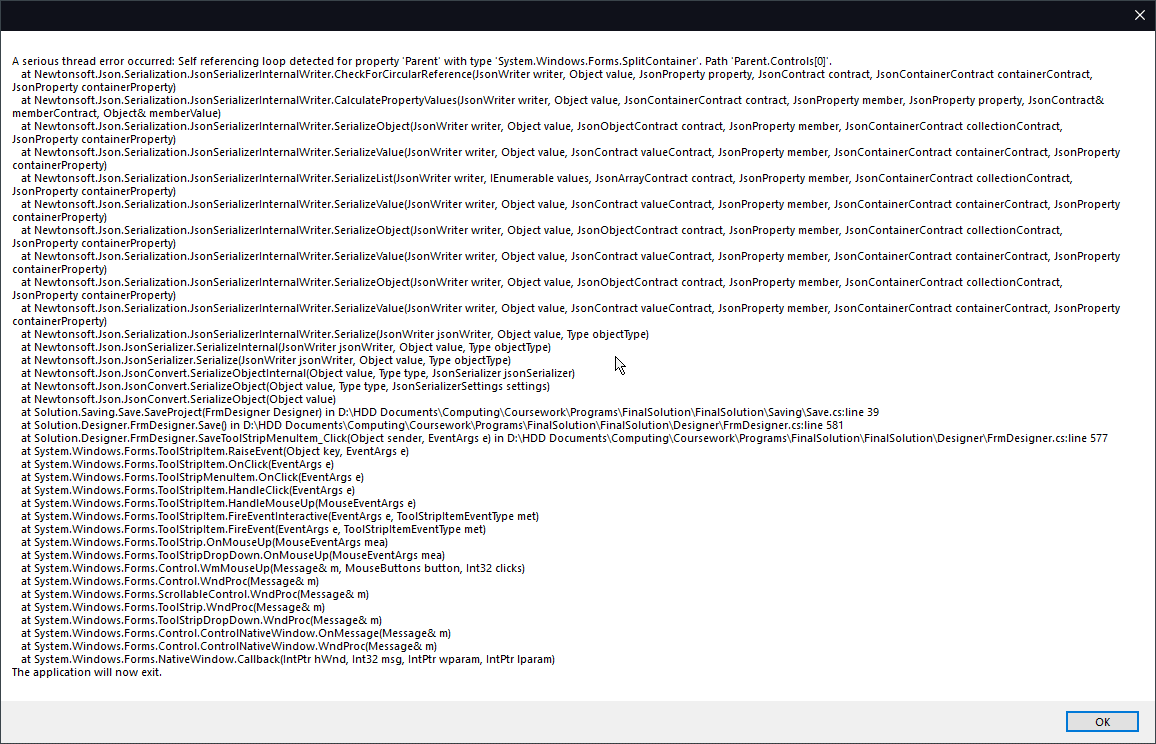 A serious thread error occurred: Self referencing loop detected for property 'Parent' with type 'System.Windows.Forms.SplitContainer'. Path 'Parent.Controls[0]'.
at Newtonsoft.Json.Serialization.JsonSerializerInternalWriter.CheckForCircularReference(JsonWriter writer, Object value, JsonProperty property, JsonContract contract, JsonContainerContract containerContract,
JsonProperty containerProperty)
at Newtonsoft.Json.Serialization.JsonSerializerInternalWriter.CalculatePropertyValues(JsonWriter writer, Object value, JsonContainerContract contract, JsonProperty member, JsonProperty property, JsonContract&
memberContract, Object& memberValue)
at Newtonsoft.Json.Serialization.JsonSerializerInternalWriter.SerializeObject(JsonWriter writer, Object value, JsonObjectContract contract, JsonProperty member, JsonContainerContract collectionContract,
JsonProperty containerProperty)
at Newtonsoft.Json.Serialization.JsonSerializerInternalWriter.SerializeValue(JsonWriter writer, Object value, JsonContract valueContract, JsonProperty member, JsonContainerContract containerContract, JsonProperty
containerProperty)
at Newtonsoft.Json.Serialization.JsonSerializerInternalWriter.SerializeList(JsonWriter writer, IEnumerable values, JsonArrayContract contract, JsonProperty member, JsonContainerContract collectionContract,
JsonProperty containerProperty)
at Newtonsoft.Json.Serialization.JsonSerializerInternalWriter.SerializeValue(JsonWriter writer, Object value, JsonContract valueContract, JsonProperty member, JsonContainerContract containerContract, JsonProperty
containerProperty)
at Newtonsoft.Json.Serialization.JsonSerializerInternalWriter.SerializeObject(JsonWriter writer, Object value, JsonObjectContract contract, JsonProperty member, JsonContainerContract collectionContract,
JsonProperty containerProperty)
at Newtonsoft.Json.Serialization.JsonSerializerInternalWriter.SerializeValue(JsonWriter writer, Object value, JsonContract valueContract, JsonProperty member, JsonContainerContract containerContract, JsonProperty
containerProperty)
at Newtonsoft.Json.Serialization.JsonSerializerInternalWriter.SerializeObject(JsonWriter writer, Object value, JsonObjectContract contract, JsonProperty member, JsonContainerContract collectionContract,
JsonProperty containerProperty)
at Newtonsoft.Json.Serialization.JsonSerializerInternalWriter.SerializeValue(JsonWriter writer, Object value, JsonContract valueContract, JsonProperty member, JsonContainerContract containerContract, JsonProperty
containerProperty)
at Newtonsoft.Json.Serialization.JsonSerializerInternalWriter.Serialize(JsonWriter jsonWriter, Object value, Type objectType)
at Newtonsoft.Json.JsonSerializer.SerializeInternal(JsonWriter jsonWriter, Object value, Type objectType)
at Newtonsoft.Json.JsonSerializer.Serialize(JsonWriter jsonWriter, Object value, Type objectType)
at Newtonsoft.Json.JsonConvert.SerializeObjectInternal(Object value, Type type, JsonSerializer jsonSerializer)
at Newtonsoft.Json.JsonConvert.SerializeObject(Object value, Type type, JsonSerializerSettings settings)
at Newtonsoft.Json.JsonConvert.SerializeObject(Object value)
at Solution.Saving.Save.SaveProject(FrmDesigner Designer) in D:\HDD Documents\Computing\Coursework\Programs\FinalSolution\FinalSolution\Saving\Save.cs:line 39
at Solution.Designer.FrmDesigner.Save() in D:\HDD Documents\Computing\Coursework\Programs\FinalSolution\FinalSolution\Designer\FrmDesigner.cs:line 581
at Solution.Designer.FrmDesigner.SaveToolStripMenuItem_Click(Object sender, EventArgs e) in D:\HDD Documents\Computing\Coursework\Programs\FinalSolution\FinalSolution\Designer\FrmDesigner.cs:line 577
at System.Windows.Forms.ToolStripItem.RaiseEvent(Object key, EventArgs e)
at System.Windows.Forms.ToolStripItem.OnClick(EventArgs e)
at System.Windows.Forms.ToolStripMenuItem.OnClick(EventArgs e)
at System.Windows.Forms.ToolStripItem.HandleClick(EventArgs e)
at System.Windows.Forms.ToolStripItem.HandleMouseUp(MouseEventArgs e)
at System.Windows.Forms.ToolStripItem.FireEventInteractive(EventArgs e, ToolStripItemEventType met)
at System.Windows.Forms.ToolStripItem.FireEvent(EventArgs e, ToolStripItemEventType met)
at System.Windows.Forms.ToolStrip.OnMouseUp(MouseEventArgs mea)
at System.Windows.Forms.ToolStripDropDown.OnMouseUp(MouseEventArgs mea)
at System.Windows.Forms.Control.WmMouseUp(Message& m, MouseButtons button, Int32 clicks)
at System.Windows.Forms.Control.WndProc(Message& m)
at System.Windows.Forms.ScrollableControl.WndProc(Message& m)
at System.Windows.Forms.ToolStrip.WndProc(Message& m)
at System.Windows.Forms.ToolStripDropDown.WndProc(Message& m)
at System.Windows.Forms.Control.ControlNativeWindow.OnMessage(Message& m)
at System.Windows.Forms.Control.ControlNativeWindow.WndProc(Message& m)
at System.Windows.Forms.NativeWindow.Callback(IntPtr hWnd, Int32 msg, IntPtr wparam, IntPtr lparam)
The application will now exit.
OK